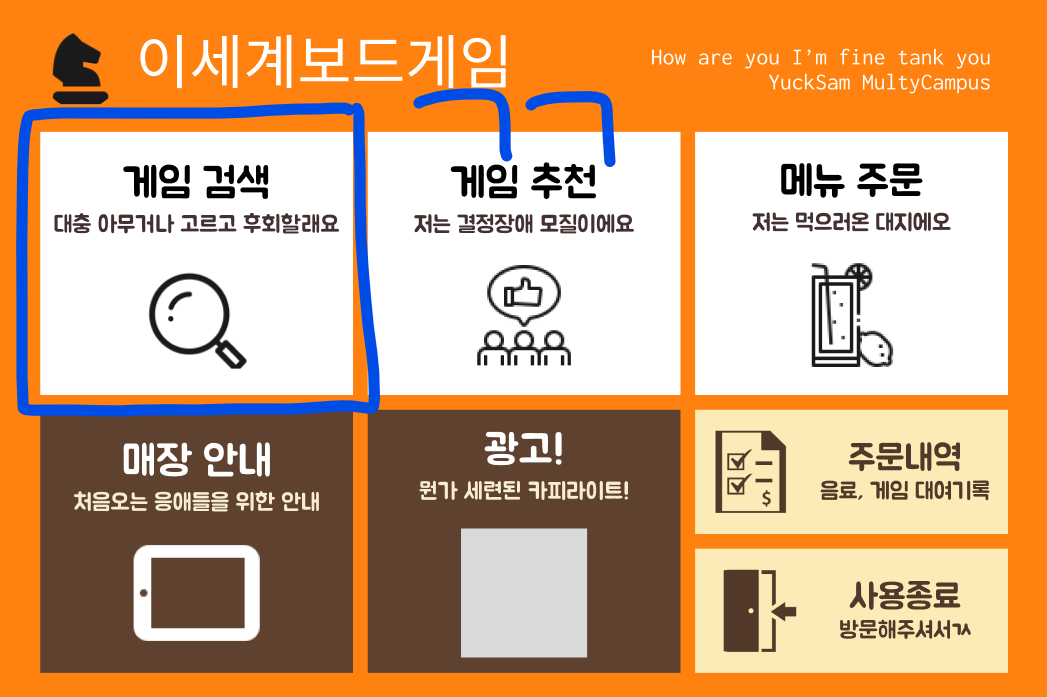 이세계보드게임
How are you I'm fine tank you
YuckSam MultyCampus
게임 검색
대충 아무거나 고르고 후회할래요
게임 추천
저는 결정장애 모질이에요
메뉴 주문
저는 먹으러온 대지에오
매장 안내
처음오는 응애들을 위한 안내
광고!
뭔가 세련된 카피라이트!
주문내역
음료, 게임 대여기록
$
사용종료
방문해주셔서ㄳ